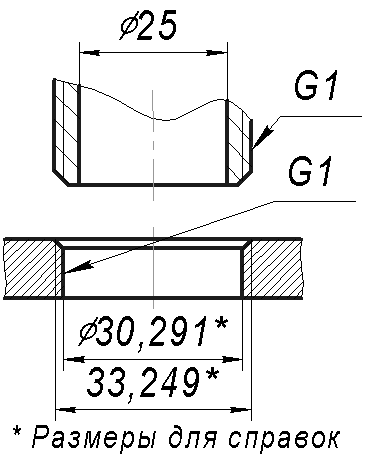 ⌀25
G1
G1
⌀30,291*
33,249*
* Размеры для справок